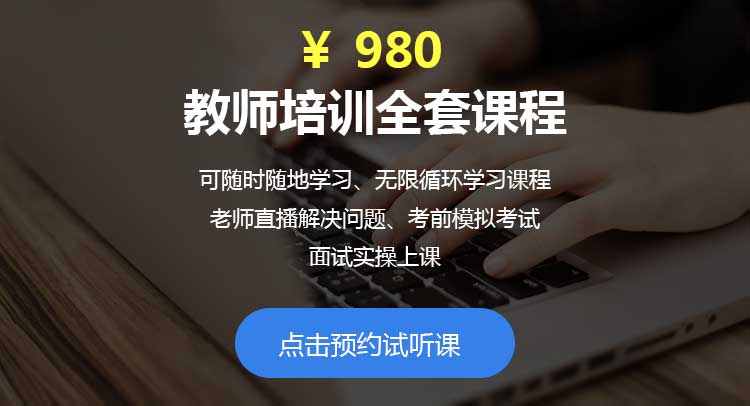 ¥ 980
教师培训全套课程
可随时随地学习、无限循环学习课程
老师直播解决问题、考前模拟考试
面试实操上课
点击预约试听课